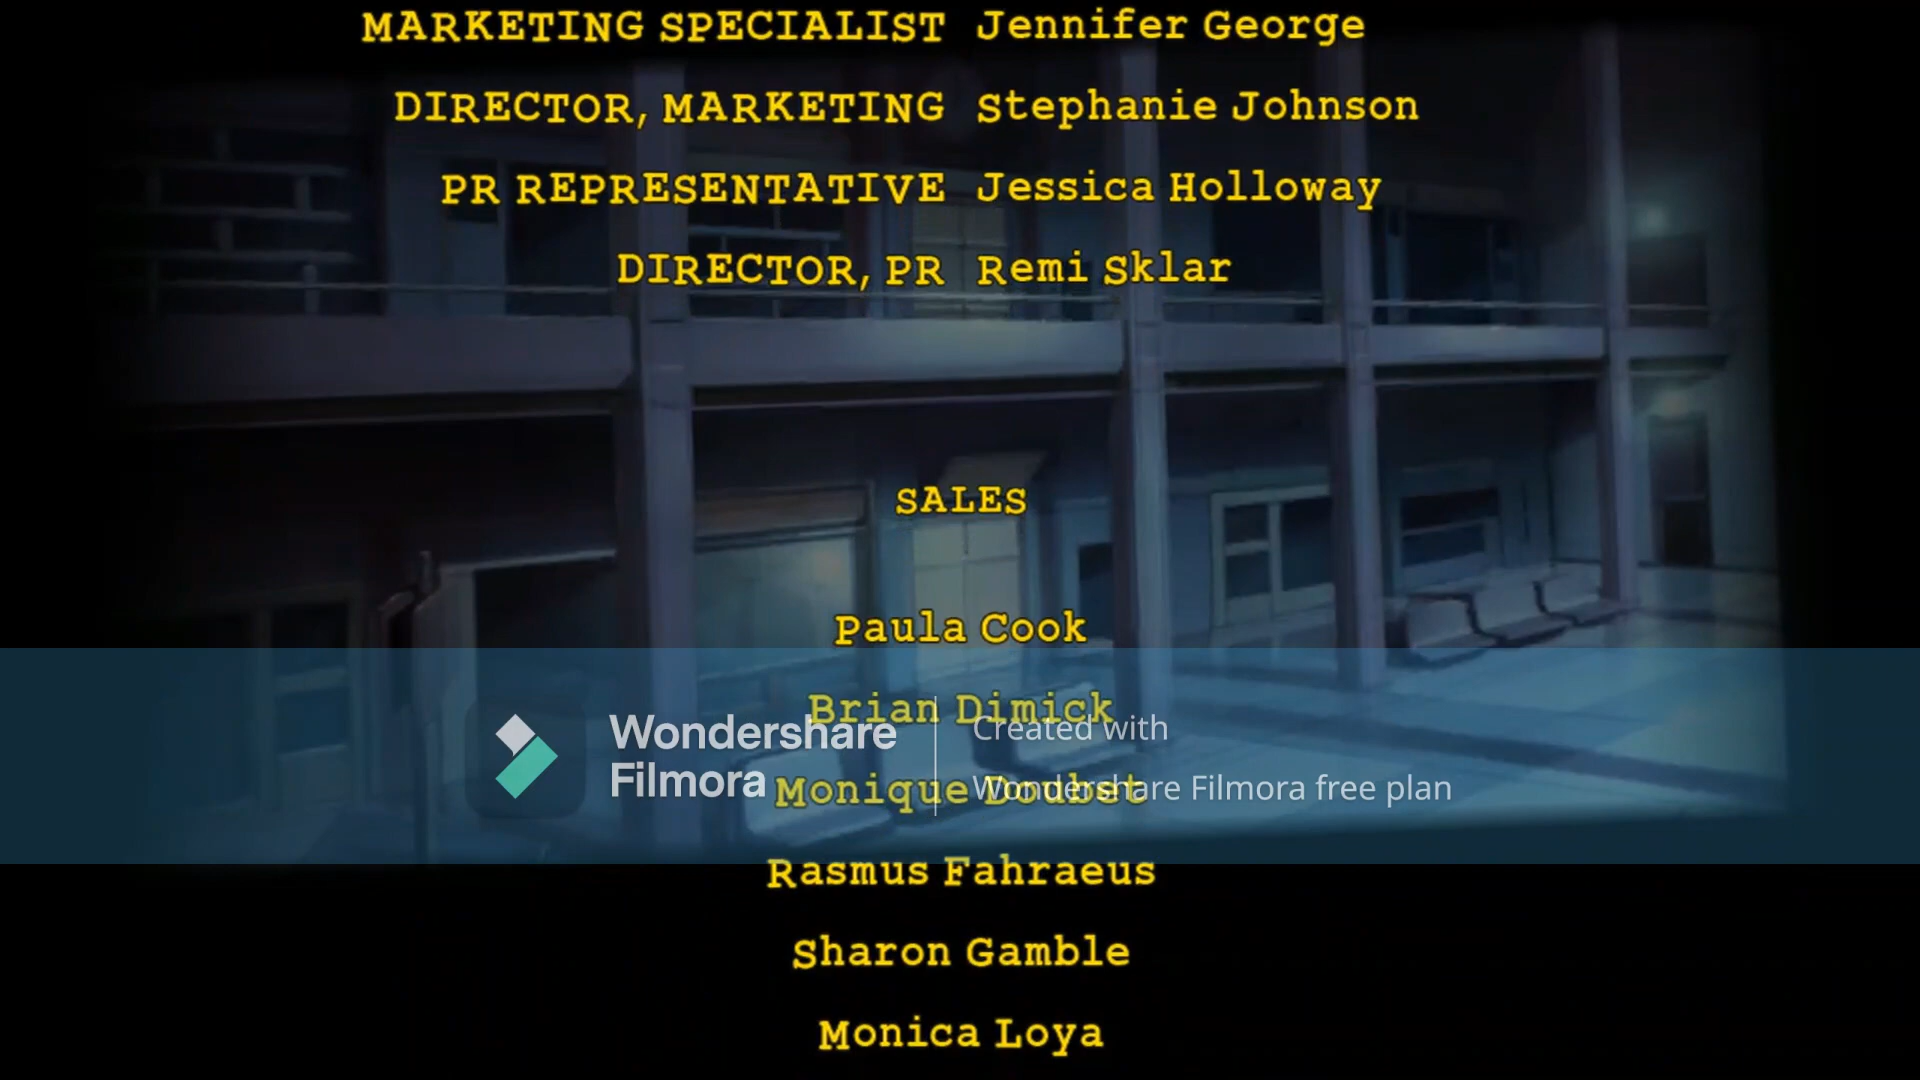 MARKETING SPECIALIST Jennifer George
DIRECTOR, MARKETING Stephanie Johnson
PR REPRESENTATIVE Jessica Holloway
DIRECTOR, PR Remi Sklar
SALES
Paula Cook
Brian Dimick
Monique Doubet
Rasmus Fahraeus
Sharon Gamble
Monica Loya
Wondershare
Filmora
Created with
Wondershare Filmora free plan